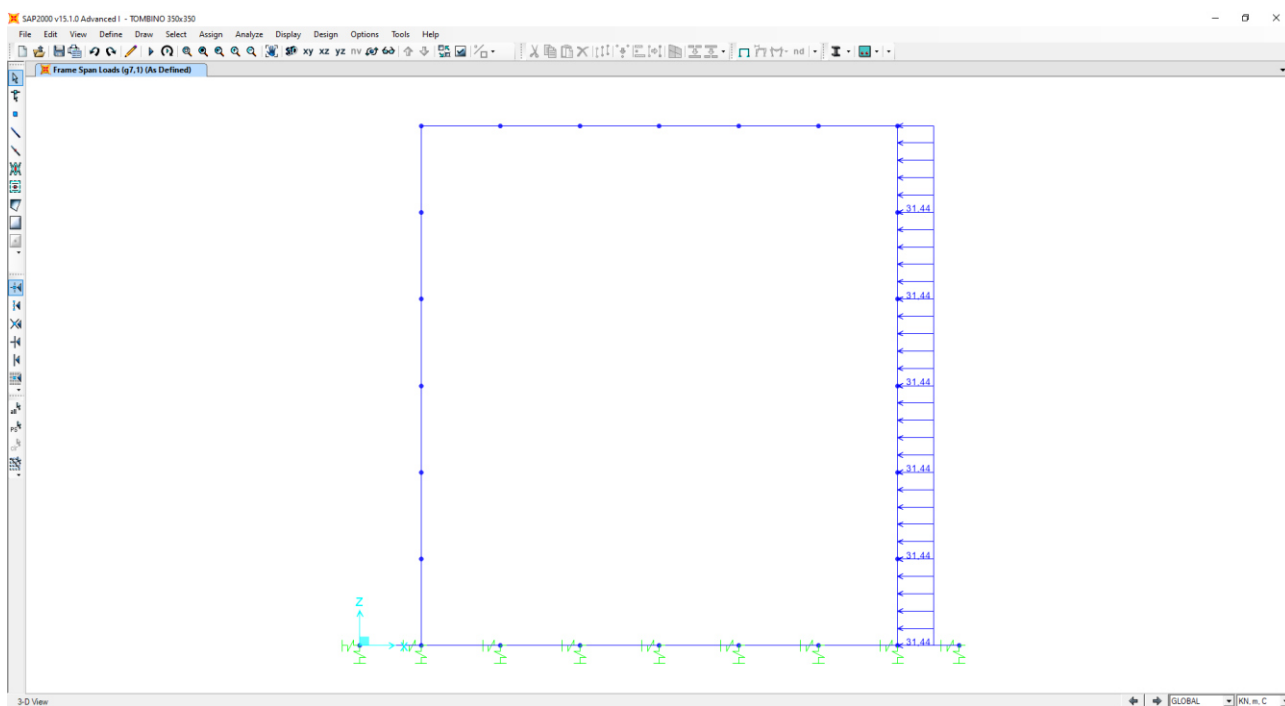 SAP2000 v15.1.0 Advanced I - TOMBINO 350x350
File Edit View Define Draw Select Assign Analyze Display Design Options Tools Help
xy xz yz nv nd
Frame Span Loads (g7,1) (As Defined)
31.44
31.44
31.44
31.44
31.44
31.44
Z
X
3-D View
GLOBAL
KN, m, C